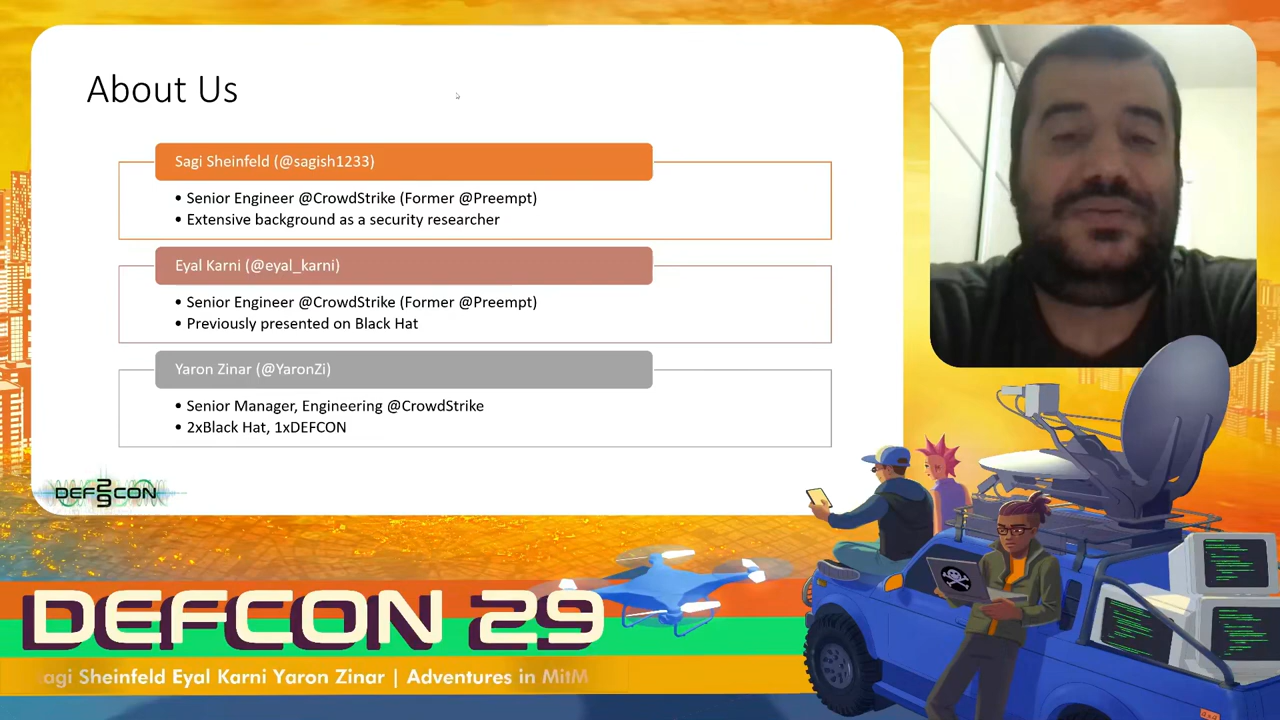 About Us
Sagi Sheinfeld (@sagish1233)
• Senior Engineer @CrowdStrike (Former @Preempt)
• Extensive background as a security researcher
Eyal Karni (@eyal_karni)
• Senior Engineer @CrowdStrike (Former @Preempt)
• Previously presented on Black Hat
Yaron Zinar (@YaronZi)
• Senior Manager, Engineering @CrowdStrike
• 2xBlack Hat, 1xDEFCON
DEF29CON
DEFCON 29
agi Sheinfeld Eyal Karni Yaron Zinar | Adventures in MitM